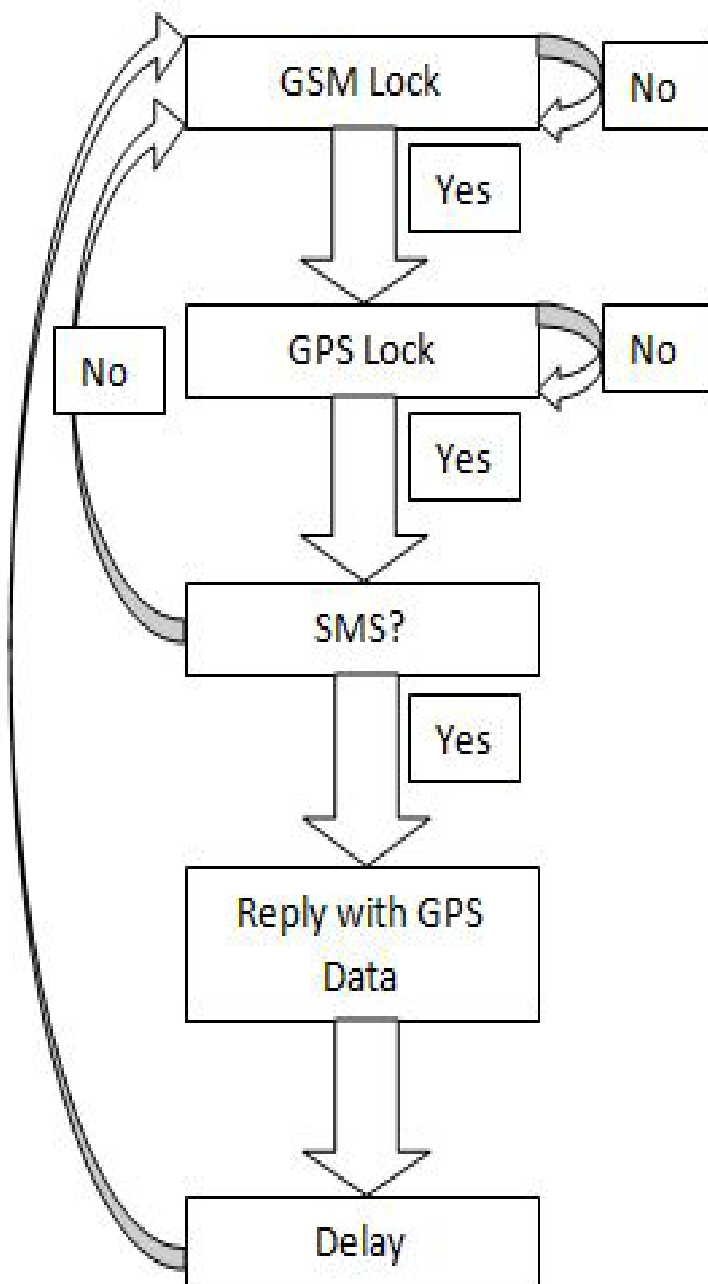 GSM Lock
No
Yes
GPS Lock
No
No
Yes
SMS?
Yes
Reply with GPS
Data
Delay